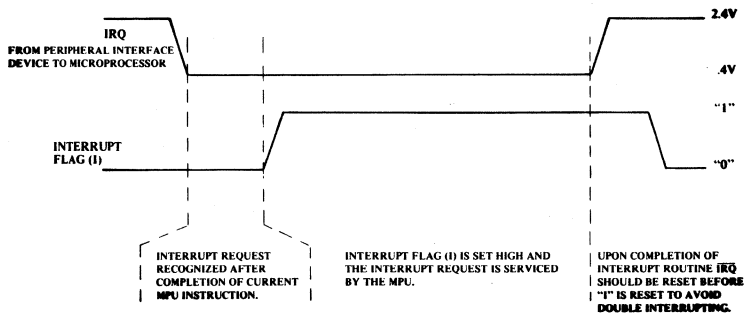 2.4V
IRQ
FROM PERIPHERAL INTERFACE
DEVICE TO MICROPROCESSOR
.4V
"1"
INTERRUPT
FLAG (I)
"0"
INTERRUPT REQUEST
RECOGNIZED AFTER
COMPLETION OF CURRENT
MPU INSTRUCTION.
INTERRUPT FLAG (I) IS SET HIGH AND
THE INTERRUPT REQUEST IS SERVICED
BY THE MPU.
UPON COMPLETION OF
INTERRUPT ROUTINE I̅R̅Q̅
SHOULD BE RESET BEFORE
"I" IS RESET TO AVOID
DOUBLE INTERRUPTING.